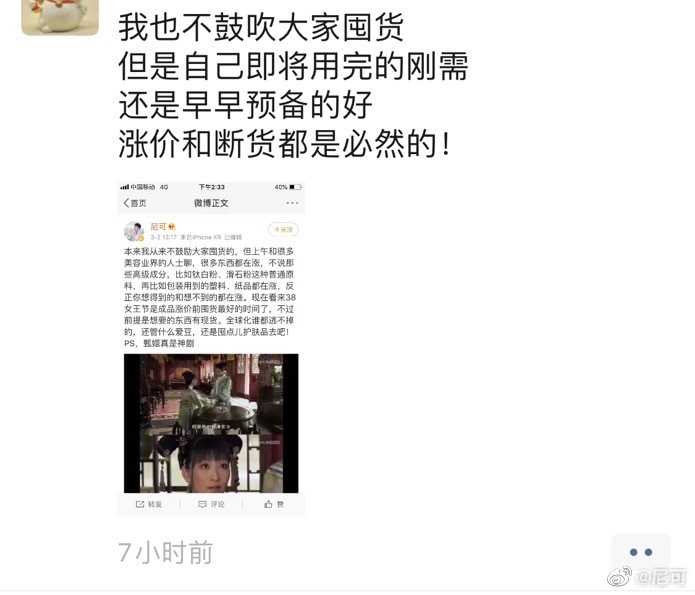 我也不鼓吹大家囤货
但是自己即将用完的刚需
还是早早预备的好
涨价和断货都是必然的！
中国移动 4G 下午2:33 40%
首页 微博正文
尼可
+关注
3-2 13:17 来自iPhone XR 已编辑
本来我从来不鼓励大家囤货的，但上午和很多
美容业界的人士聊，很多东西都在涨，不说那
些高级成分，比如钛白粉、滑石粉这种普通原
料、再比如包装用到的塑料、纸品都在涨，反
正你想得到的和想不到的都在涨。现在看来38
女王节是成品涨价前囤货最好的时间了，不过
前提是想要的东西有现货。全球化谁都逃不掉
的，还管什么爱豆，还是囤点儿护肤品去吧！
PS，甄嬛真是神剧
转发 评论 赞
7小时前
@尼可